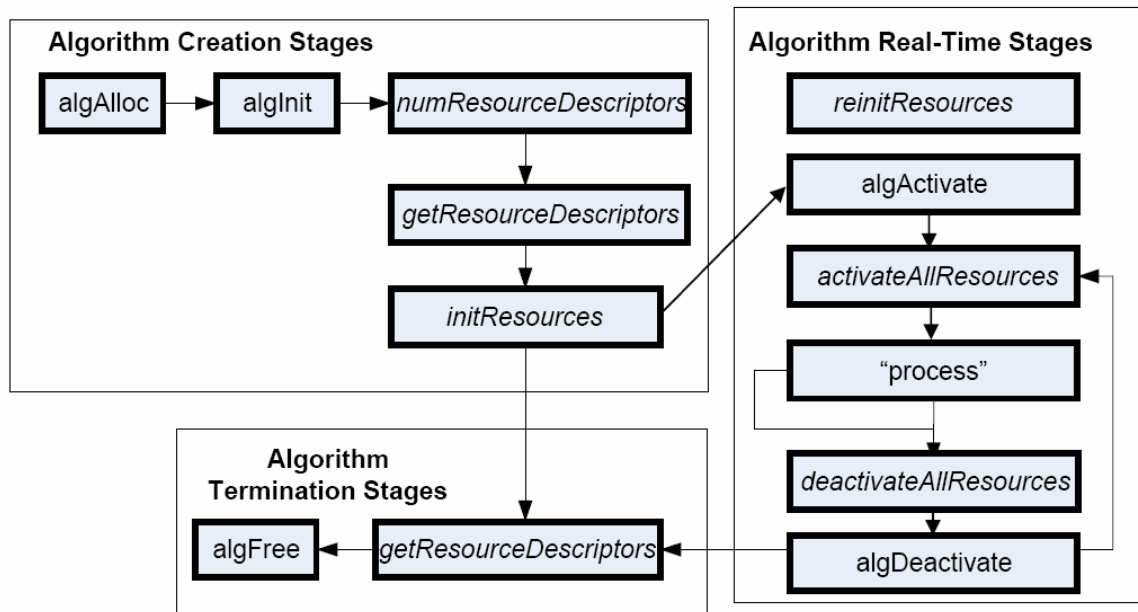 Algorithm Creation Stages
algAlloc
algInit
numResourceDescriptors
getResourceDescriptors
initResources
Algorithm Real-Time Stages
reinitResources
algActivate
activateAllResources
“process”
deactivateAllResources
algDeactivate
Algorithm
Termination Stages
algFree
getResourceDescriptors